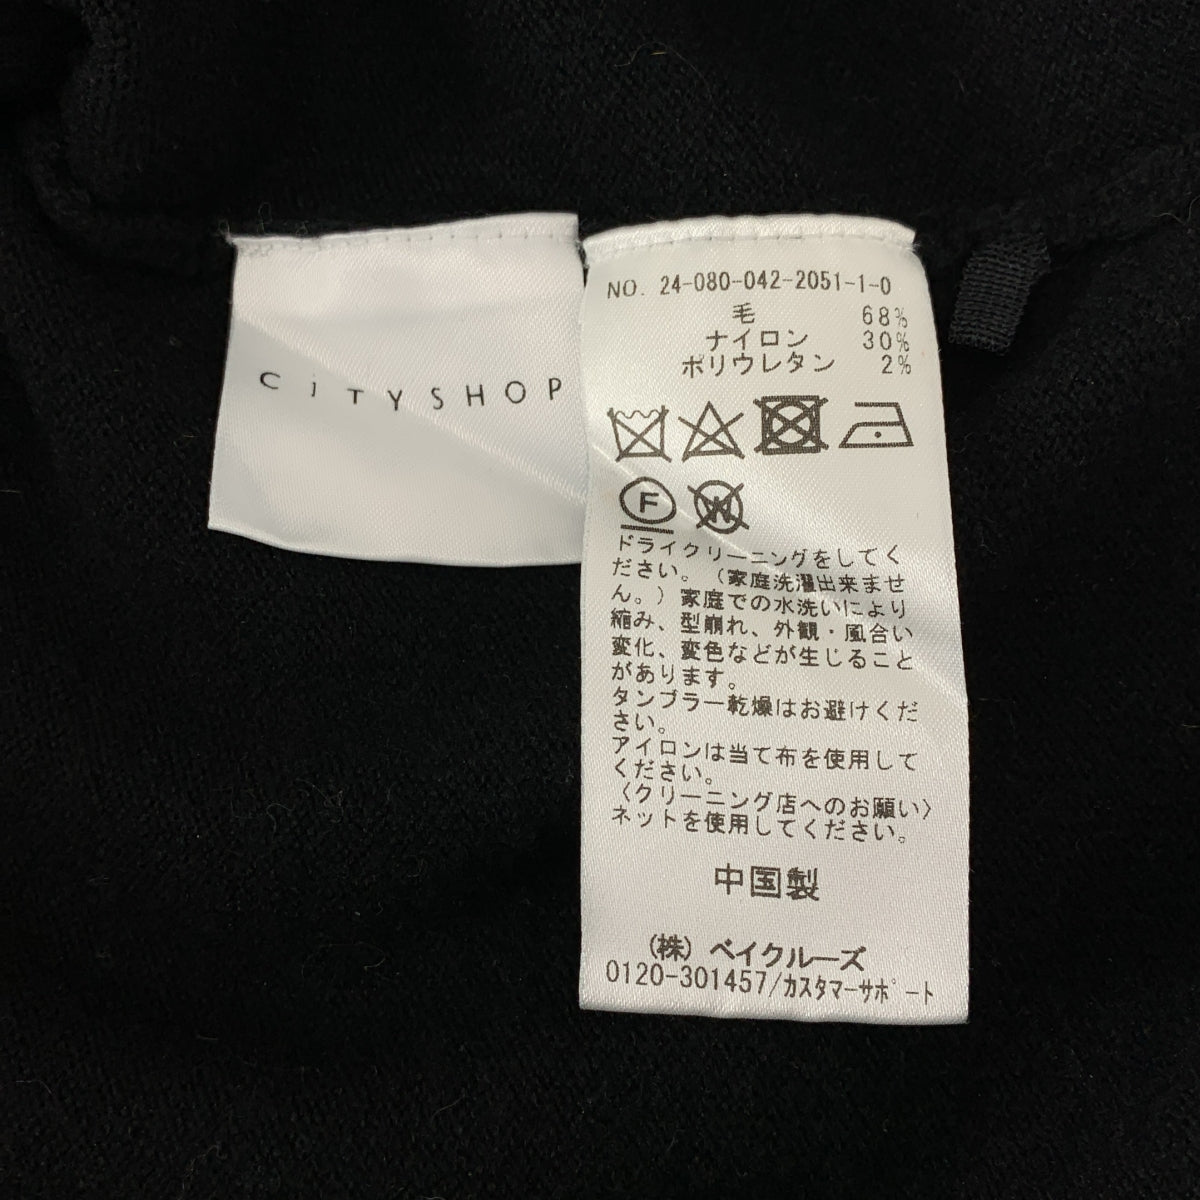 CiTYSHOP
NO. 24-080-042-2051-1-0
毛 68%
ナイロン 30%
ポリウレタン 2%
F
W
ドライクリーニングをしてく
ださい。(家庭洗濯出来ませ
ん。)家庭での水洗いにより
縮み、型崩れ、外観・風合い
変化、変色などが生じること
があります。
タンブラー乾燥はお避けくだ
さい。
アイロンは当て布を使用して
ください。
〈クリーニング店へのお願い〉
ネットを使用してください。
中国製
(株)ベイクルーズ
0120-301457/カスタマーサポート